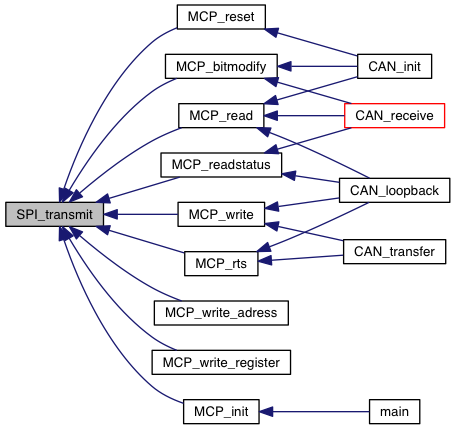 MCP_reset
MCP_bitmodify
CAN_init
MCP_read
CAN_receive
MCP_readstatus
CAN_loopback
SPI_transmit
MCP_write
CAN_transfer
MCP_rts
MCP_write_adress
MCP_write_register
MCP_init
main